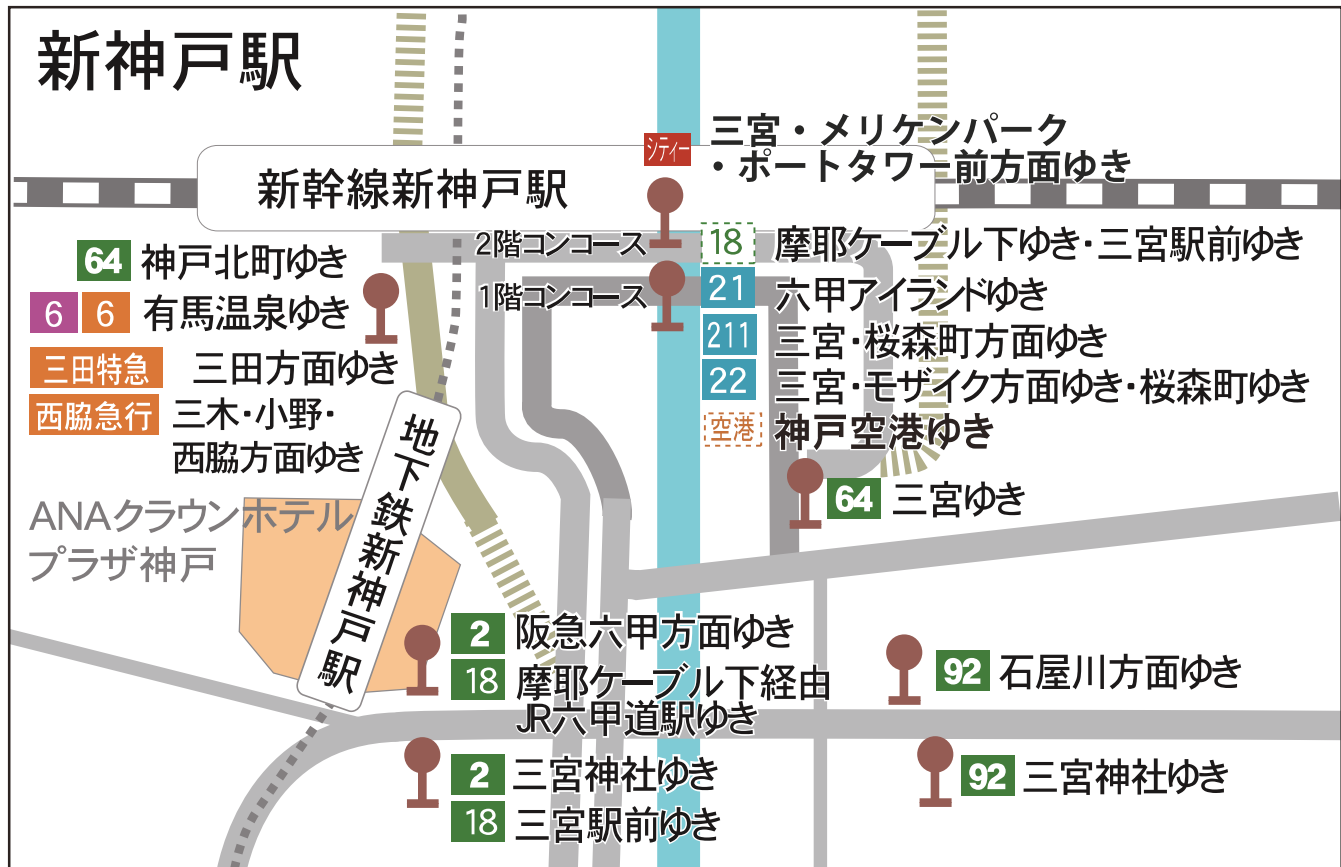 新神戸駅
シティー 三宮・メリケンパーク
・ポートタワー前方面ゆき
新幹線新神戸駅
2階コンコース
18 摩耶ケーブル下ゆき・三宮駅前ゆき
1階コンコース
21 六甲アイランドゆき
211 三宮・桜森町方面ゆき
22 三宮・モザイク方面ゆき・桜森町ゆき
空港 神戸空港ゆき
64 神戸北町ゆき
6 6 有馬温泉ゆき
三田特急 三田方面ゆき
西脇急行 三木・小野・
西脇方面ゆき
64 三宮ゆき
ANAクラウンホテル
プラザ神戸
地下鉄新神戸駅
2 阪急六甲方面ゆき
18 摩耶ケーブル下経由
JR六甲道駅ゆき
92 石屋川方面ゆき
2 三宮神社ゆき
18 三宮駅前ゆき
92 三宮神社ゆき